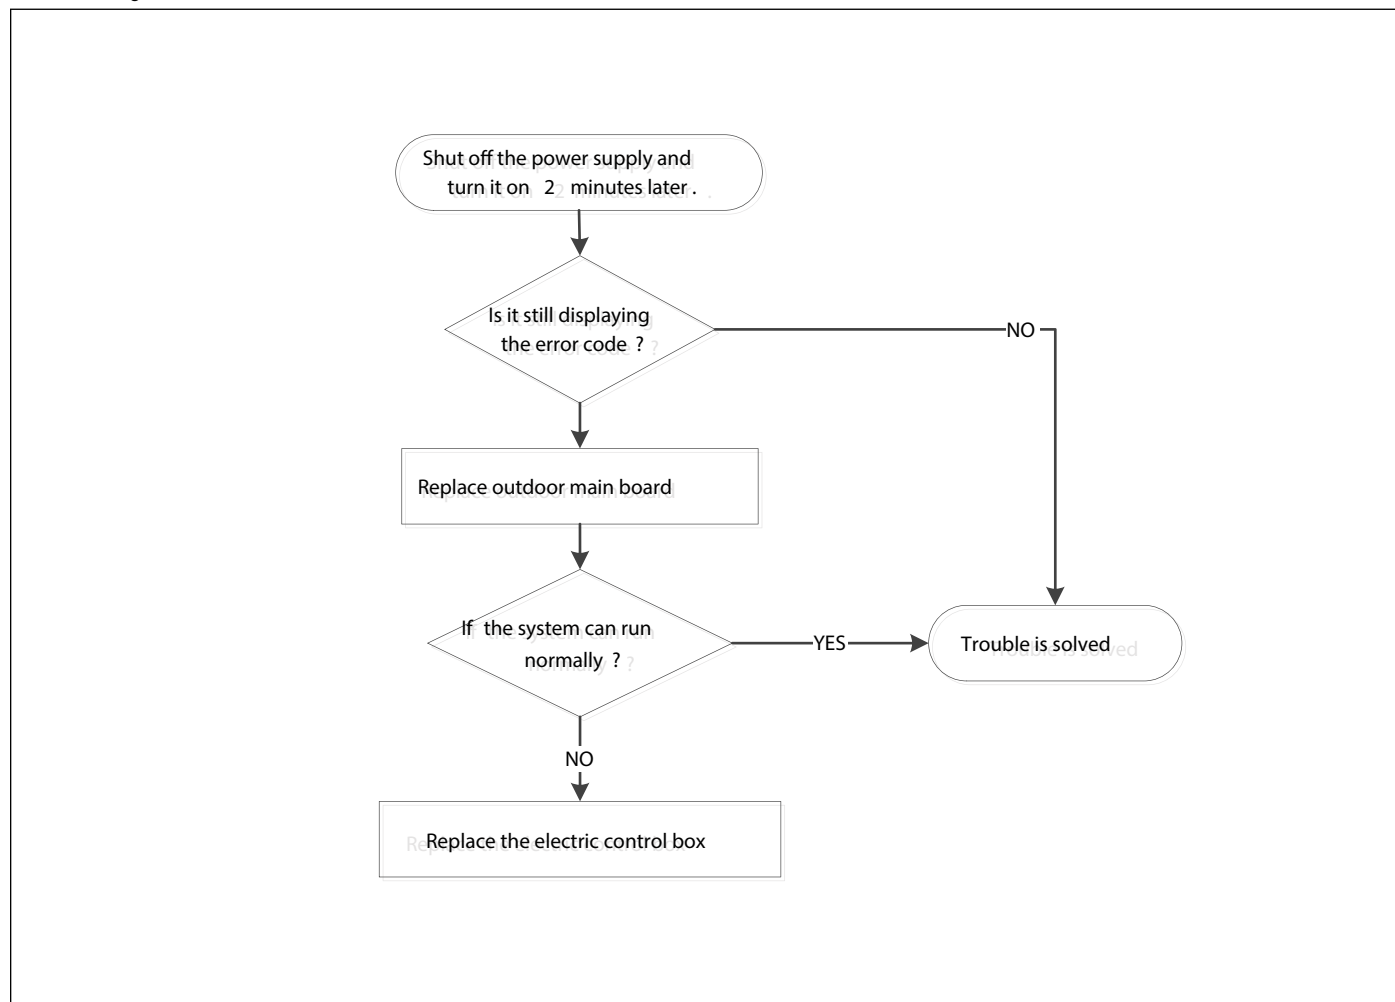 Shut off the power supply and
turn it on 2 minutes later .
Is it still displaying
the error code ?
NO
Replace outdoor main board
If the system can run
normally ?
YES
Trouble is solved
NO
Replace the electric control box